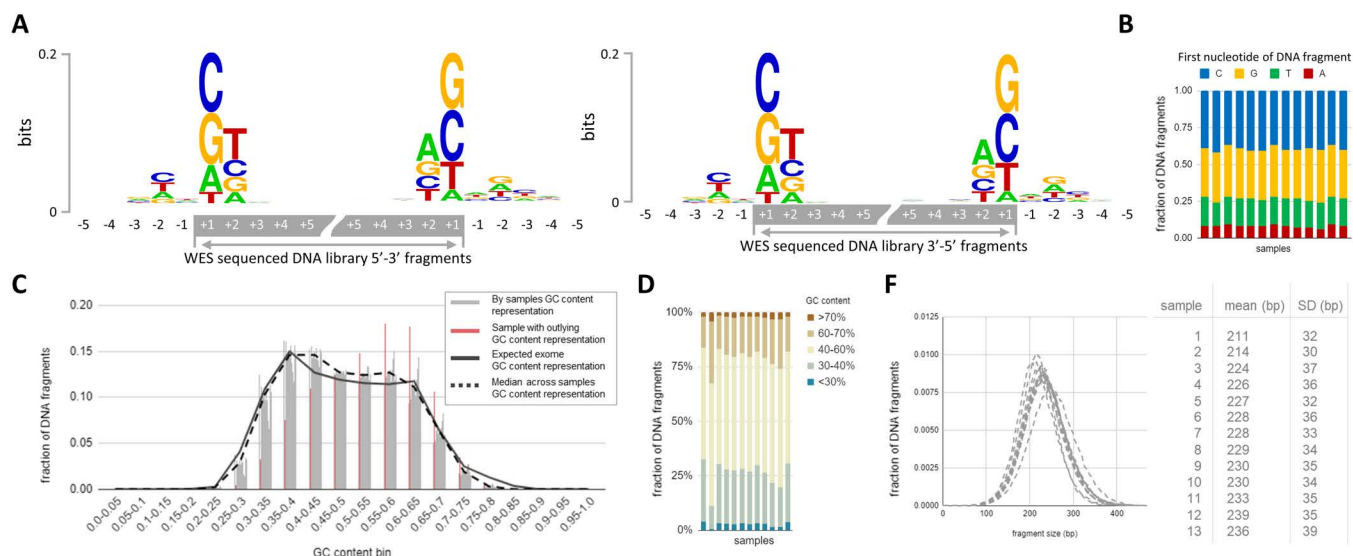 A
0.2
bits
0
C
G
A
T
T
C
G
A
A
G
C
T
G
C
T
A
-5 -4 -3 -2 -1 +1 +2 +3 +4 +5 +5 +4 +3 +2 +1 -1 -2 -3 -4 -5
WES sequenced DNA library 5’-3’ fragments
0.2
bits
0
C
G
A
T
T
C
G
A
A
G
C
T
G
C
T
A
-5 -4 -3 -2 -1 +1 +2 +3 +4 +5 +5 +4 +3 +2 +1 -1 -2 -3 -4 -5
WES sequenced DNA library 3’-5’ fragments
B
First nucleotide of DNA fragment
C G T A
fraction of DNA fragments
1.00
0.75
0.50
0.25
0.00
samples
C
fraction of DNA fragments
0.20
0.15
0.10
0.05
0.00
By samples GC content
representation
Sample with outlying
GC content representation
Expected exome
GC content representation
Median across samples
GC content representation
0.0-0.05
0.05-0.1
0.1-0.15
0.15-0.2
0.2-0.25
0.25-0.3
0.3-0.35
0.35-0.4
0.4-0.45
0.45-0.5
0.5-0.55
0.55-0.6
0.6-0.65
0.65-0.7
0.7-0.75
0.75-0.8
0.8-0.85
0.85-0.9
0.9-0.95
0.95-1.0
GC content bin
D
fraction of DNA fragments
100%
75%
50%
25%
0%
samples
GC content
>70%
60-70%
40-60%
30-40%
<30%
F
fraction of DNA fragments
0.0125
0.0100
0.0075
0.0050
0.0025
0.0000
0 100 200 300 400
fragment size (bp)
sample mean (bp) SD (bp)
1 211 32
2 214 30
3 224 37
4 226 36
5 227 32
6 228 36
7 228 33
8 229 34
9 230 35
10 230 34
11 233 35
12 239 35
13 236 39